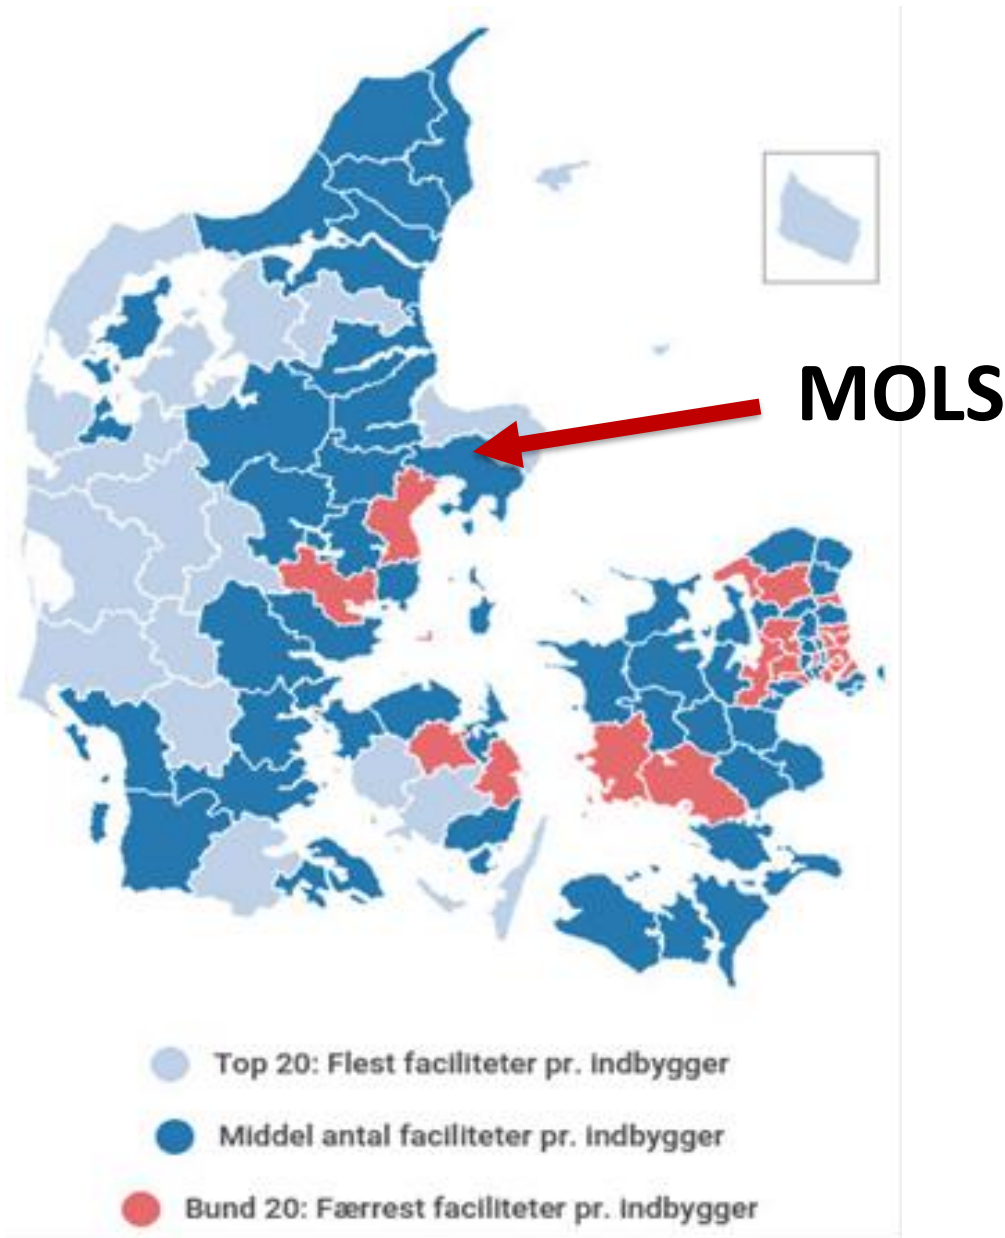 MOLS
Top 20: Flest faciliteter pr. indbygger
Middel antal faciliteter pr. indbygger
Bund 20: Færrest faciliteter pr. indbygger